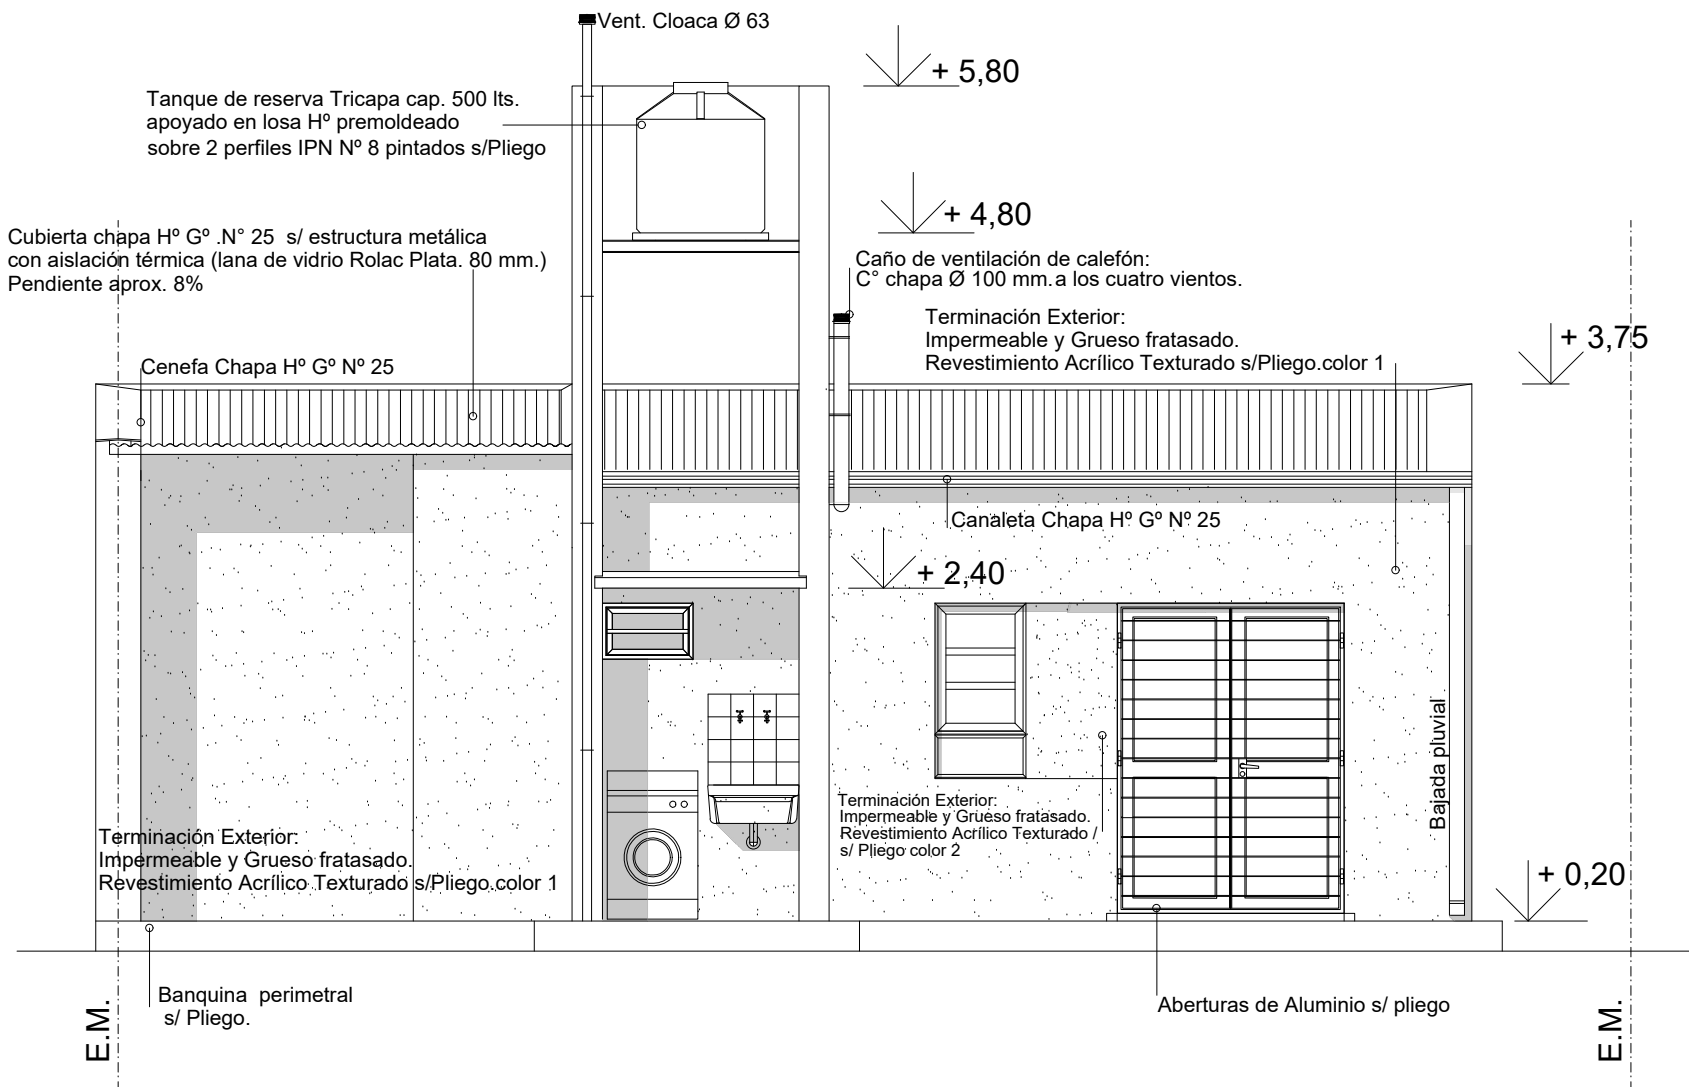 Vent. Cloaca Ø 63
+ 5,80
Tanque de reserva Tricapa cap. 500 lts.
apoyado en losa Hº premoldeado
sobre 2 perfiles IPN Nº 8 pintados s/Pliego
+ 4,80
Cubierta chapa Hº Gº .N° 25 s/ estructura metálica
con aislación térmica (lana de vidrio Rolac Plata. 80 mm.)
Pendiente aprox. 8%
Caño de ventilación de calefón:
C° chapa Ø 100 mm.a los cuatro vientos.
Terminación Exterior:
Impermeable y Grueso fratasado.
Revestimiento Acrílico Texturado s/Pliego.color 1
+ 3,75
Cenefa Chapa Hº Gº Nº 25
Canaleta Chapa Hº Gº Nº 25
+ 2,40
Bajada pluvial
Terminación Exterior:
Impermeable y Grueso fratasado.
Revestimiento Acrílico Texturado /
s/ Pliego color 2
Terminación Exterior:
Impermeable y Grueso fratasado.
Revestimiento Acrílico Texturado s/Pliego.color 1
+ 0,20
Banquina perimetral
s/ Pliego.
Aberturas de Aluminio s/ pliego
E.M.
E.M.